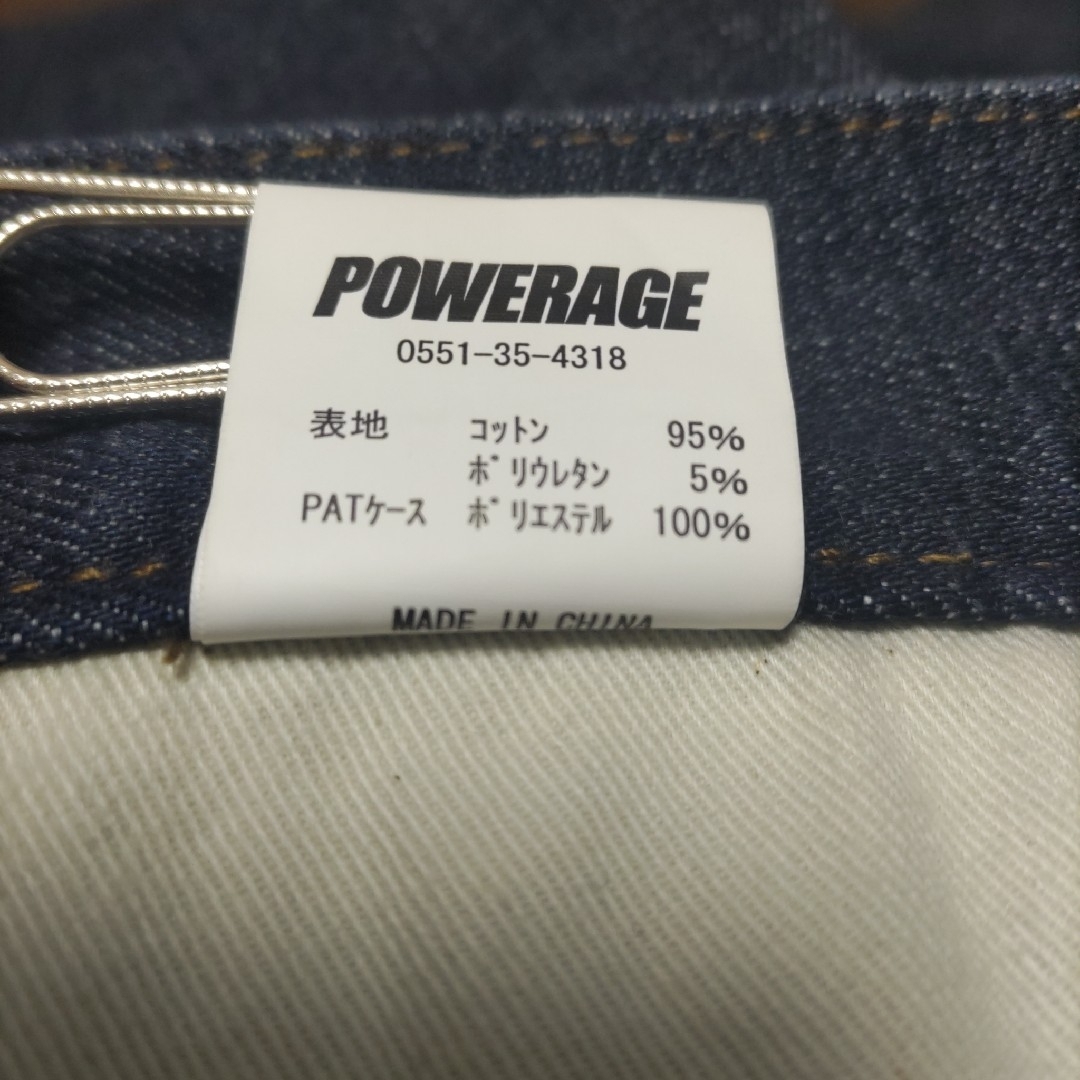 POWERAGE
0551-35-4318
表地 コットン 95%
ポリウレタン 5%
PATケース ポリエステル 100%
MADE IN CHINA